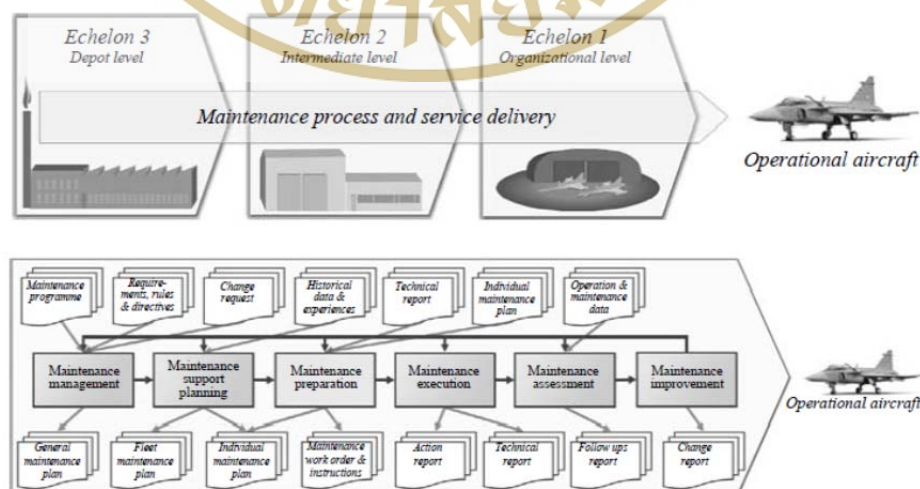 Echelon 3
Depot level
Echelon 2
Intermediate level
Echelon 1
Organizational level
Maintenance process and service delivery
Operational aircraft
Maintenance
programme
Require-
ments, rules
& directives
Change
request
Historical
data &
experiences
Technical
report
Individual
maintenance
plan
Operation &
maintenance
data
Maintenance
management
Maintenance
support
planning
Maintenance
preparation
Maintenance
execution
Maintenance
assessment
Maintenance
improvement
Operational aircraft
General
maintenance
plan
Fleet
maintenance
plan
Individual
maintenance
plan
Maintenance
work order &
instructions
Action
report
Technical
report
Follow ups
report
Change
report